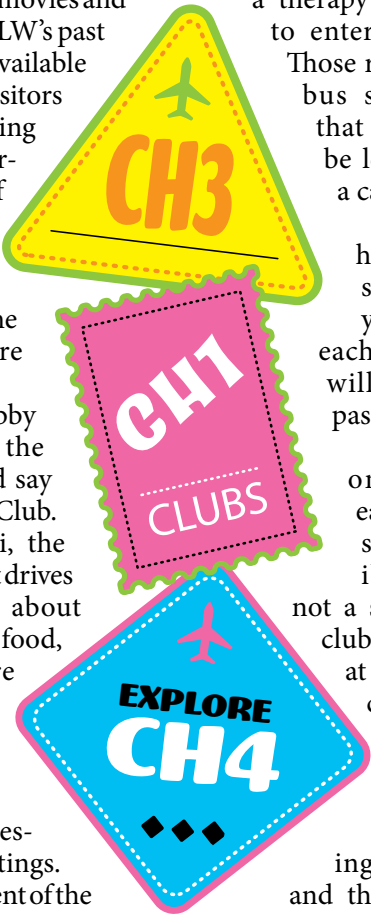 movies and
LW's past
vailable
sitors
ing
r-
f
ne
re
bby
the
d say
Club.
i, the
t drives
about
food,
re
es-
tings.
ent of the
CH3
CH1
CLUBS
EXPLORE
CH4
a therapy
to enter
Those
bus s
that
be l
a ca
h
s
y
each
will
pas
or
ea
s
i
not a
club
at
ing
and th